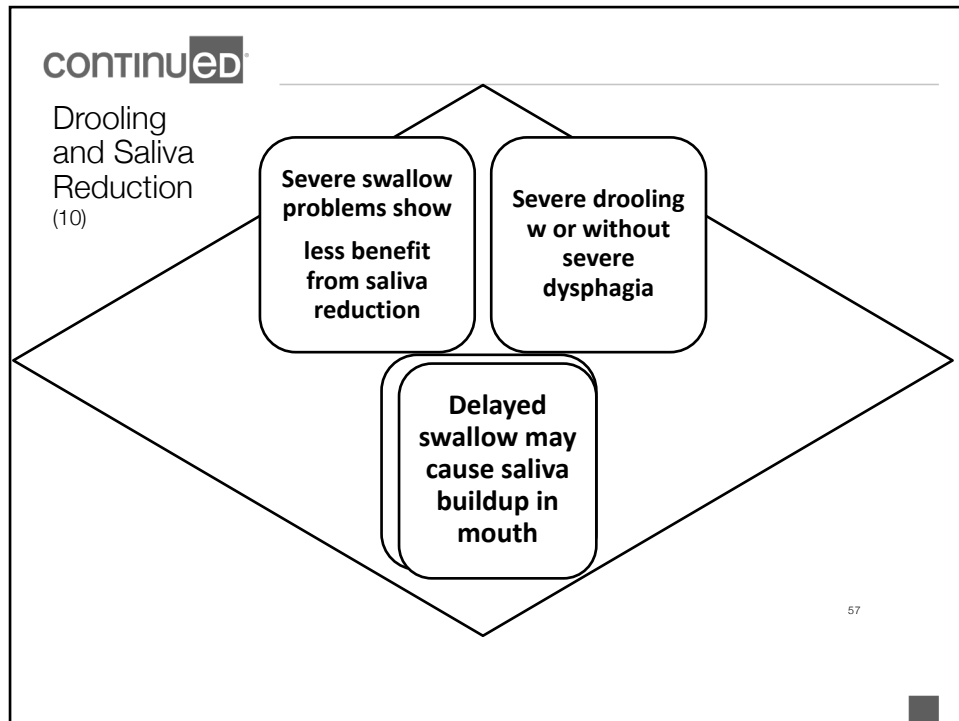 continued
Drooling
and Saliva
Reduction
(10)
Severe swallow
problems show
less benefit
from saliva
reduction
Severe drooling
w or without
severe
dysphagia
Delayed
swallow may
cause saliva
buildup in
mouth
57